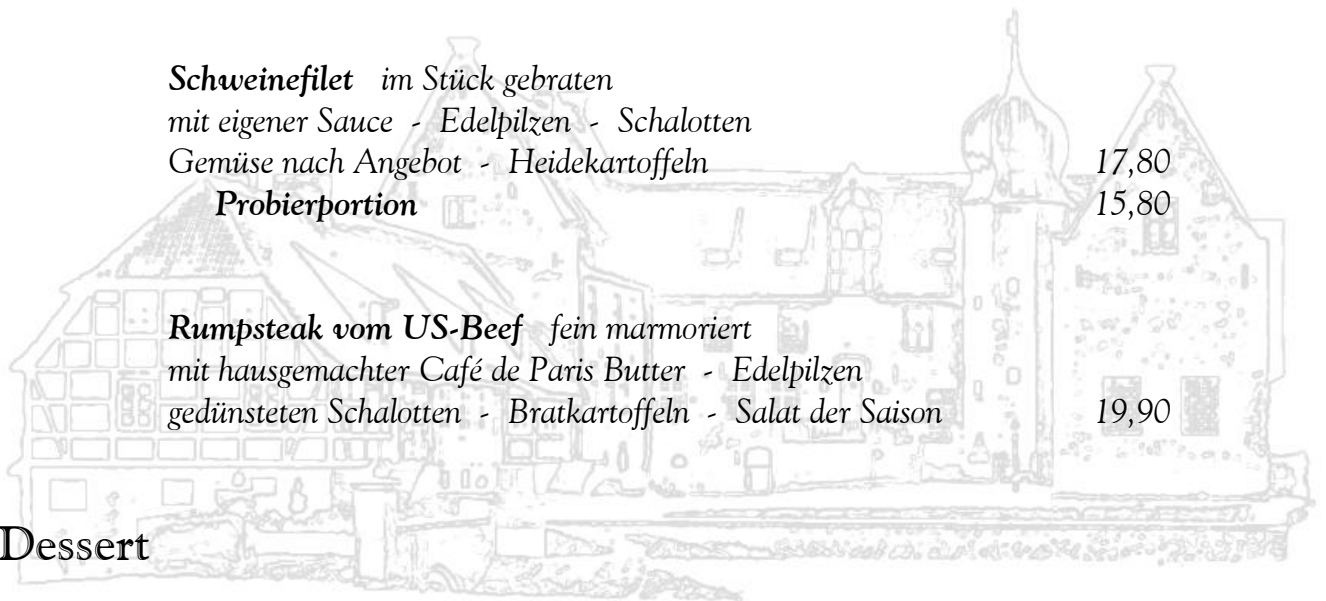 Schweinefilet im Stück gebraten
mit eigener Sauce - Edelpilzen - Schalotten
Gemüse nach Angebot - Heidekartoffeln 17,80
Probierportion 15,80
Rumpsteak vom US-Beef fein marmoriert
mit hausgemachter Café de Paris Butter - Edelpilzen
gedünsteten Schalotten - Bratkartoffeln - Salat der Saison 19,90
Dessert